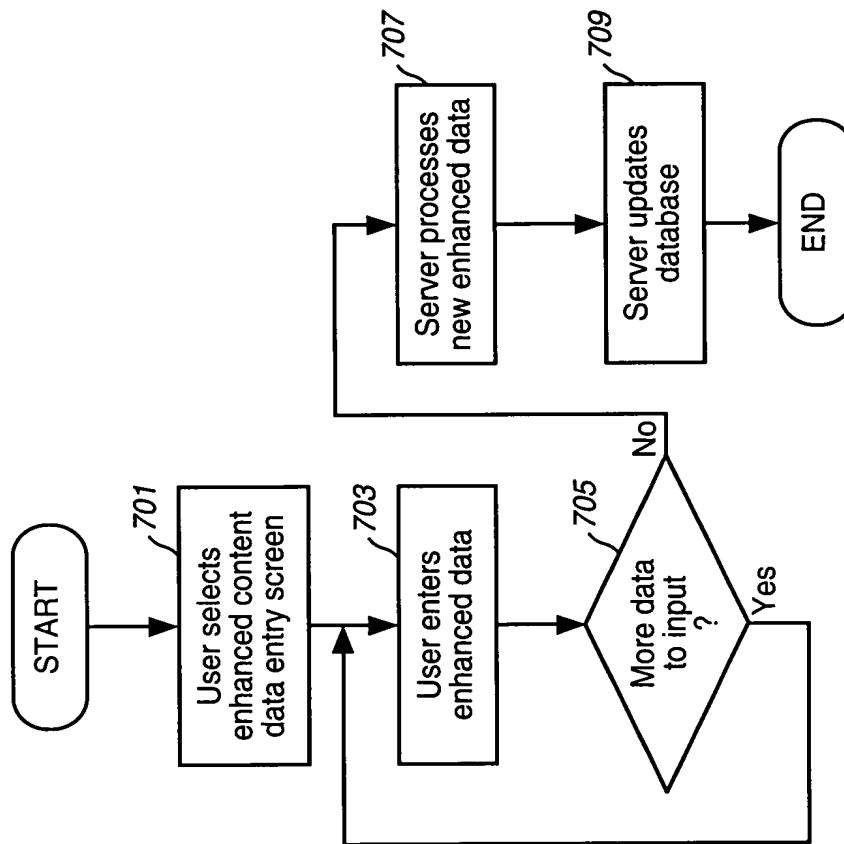 START
701
User selects
enhanced content
data entry screen
703
User enters
enhanced data
705
More data
to input
?
Yes
No
707
Server processes
new enhanced data
709
Server updates
database
END